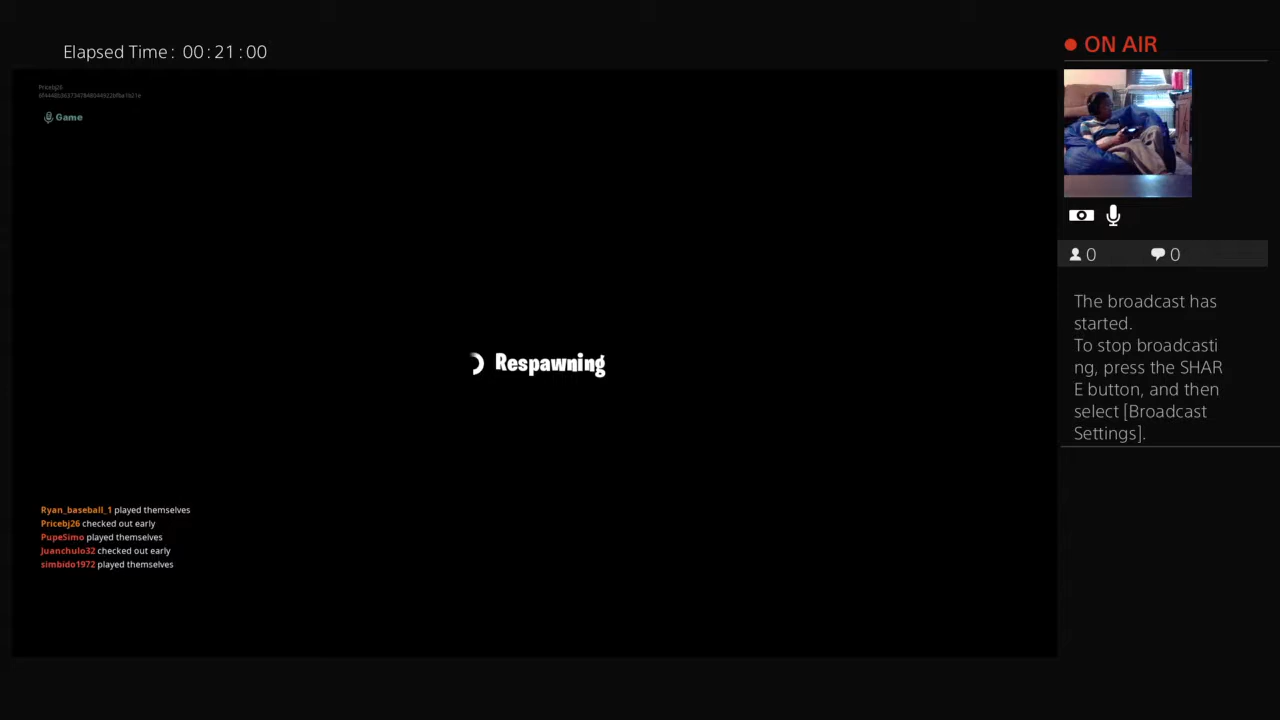 Elapsed Time: 00:21:00
ON AIR
Pricebj26
Game
0
0
The broadcast has
started.
To stop broadcasti
ng, press the SHAR
E button, and then
select [Broadcast
Settings].
Respawning
Ryan_baseball_1 played themselves
Pricebj26 checked out early
PupeSimo played themselves
Juanchulo32 checked out early
simbido1972 played themselves